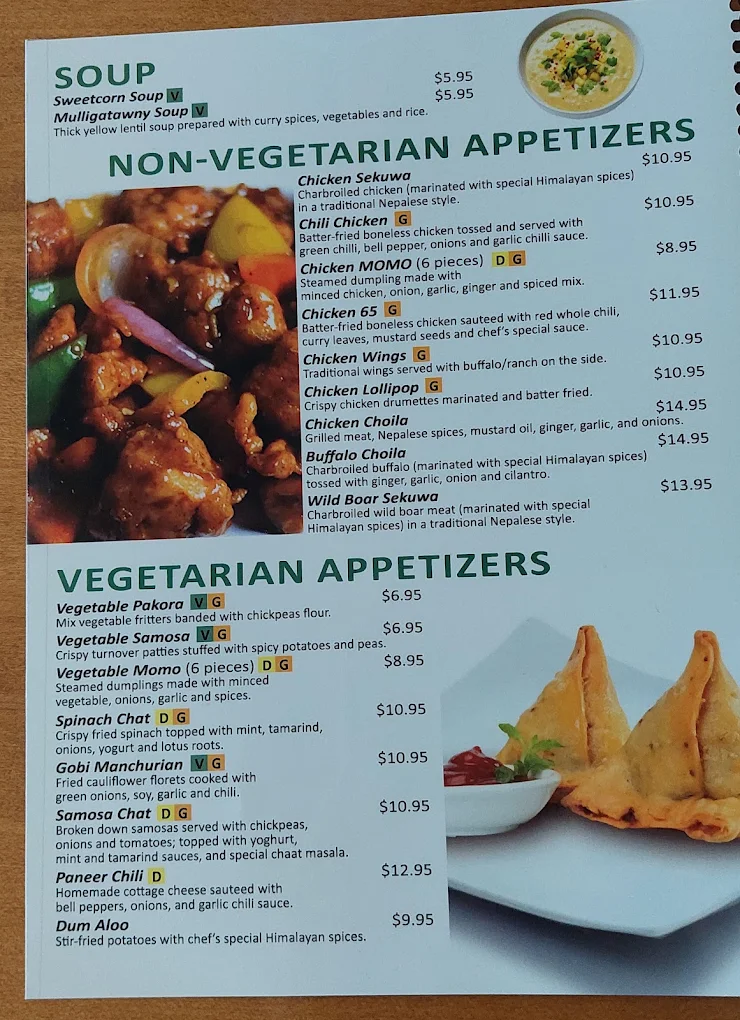 SOUP
Sweetcorn Soup V $5.95
Mulligatawny Soup V $5.95
Thick yellow lentil soup prepared with curry spices, vegetables and rice.
NON-VEGETARIAN APPETIZERS
Chicken Sekuwa $10.95
Charbroiled chicken (marinated with special Himalayan spices)
in a traditional Nepalese style.
Chili Chicken G $10.95
Batter-fried boneless chicken tossed and served with
green chilli, bell pepper, onions and garlic chilli sauce.
Chicken MOMO (6 pieces) D G $8.95
Steamed dumpling made with
minced chicken, onion, garlic, ginger and spiced mix.
Chicken 65 G $11.95
Batter-fried boneless chicken sauteed with red whole chili,
curry leaves, mustard seeds and chef's special sauce.
Chicken Wings G $10.95
Traditional wings served with buffalo/ranch on the side.
Chicken Lollipop G $10.95
Crispy chicken drumettes marinated and batter fried.
Chicken Choila $14.95
Grilled meat, Nepalese spices, mustard oil, ginger, garlic, and onions.
Buffalo Choila $14.95
Charbroiled buffalo (marinated with special Himalayan spices)
tossed with ginger, garlic, onion and cilantro.
Wild Boar Sekuwa $13.95
Charbroiled wild boar meat (marinated with special
Himalayan spices) in a traditional Nepalese style.
VEGETARIAN APPETIZERS
Vegetable Pakora V G $6.95
Mix vegetable fritters banded with chickpeas flour.
Vegetable Samosa V G $6.95
Crispy turnover patties stuffed with spicy potatoes and peas.
Vegetable Momo (6 pieces) D G $8.95
Steamed dumplings made with minced
vegetable, onions, garlic and spices.
Spinach Chat D G $10.95
Crispy fried spinach topped with mint, tamarind,
onions, yogurt and lotus roots.
Gobi Manchurian V G $10.95
Fried cauliflower florets cooked with
green onions, soy, garlic and chili.
Samosa Chat D G $10.95
Broken down samosas served with chickpeas,
onions and tomatoes; topped with yoghurt,
mint and tamarind sauces, and special chaat masala.
Paneer Chili D $12.95
Homemade cottage cheese sauteed with
bell peppers, onions, and garlic chili sauce.
Dum Aloo $9.95
Stir-fried potatoes with chef's special Himalayan spices.